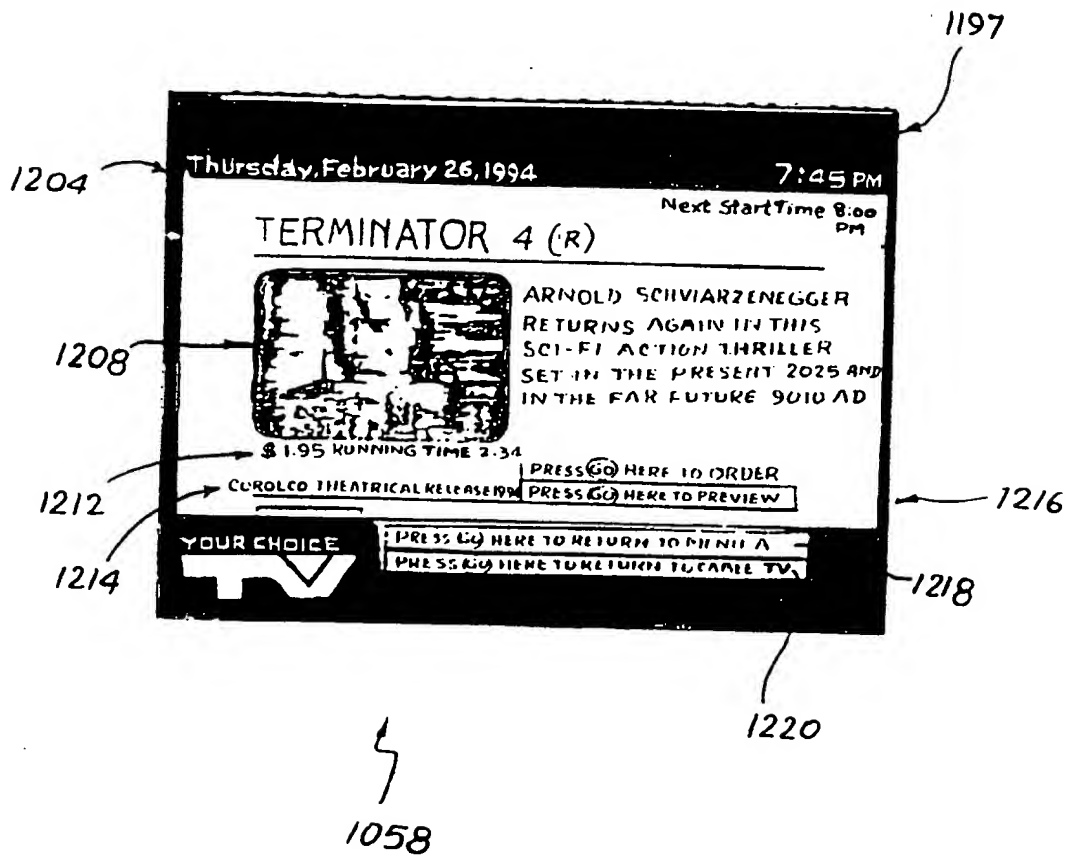 1197
Thursday, February 26, 1994 7:45 PM
1204
Next Start Time 8:00 PM
TERMINATOR 4 (R)
ARNOLD SCHVIARZENEGGER
RETURNS AGAIN IN THIS
SCI-FI ACTION THRILLER
SET IN THE PRESENT 2025 AND
IN THE FAR FUTURE 9010 AD
1208
$1.95 RUNNING TIME 2.34
1212
PRESS GO HERE TO ORDER
COROLCO THEATRICAL RELEASE 1994
PRESS GO HERE TO PREVIEW
1216
1214
YOUR CHOICE
TV
PRESS GO HERE TO RETURN TO MENU A
PRESS GO HERE TO RETURN TO CABLE TV
1218
1220
1058